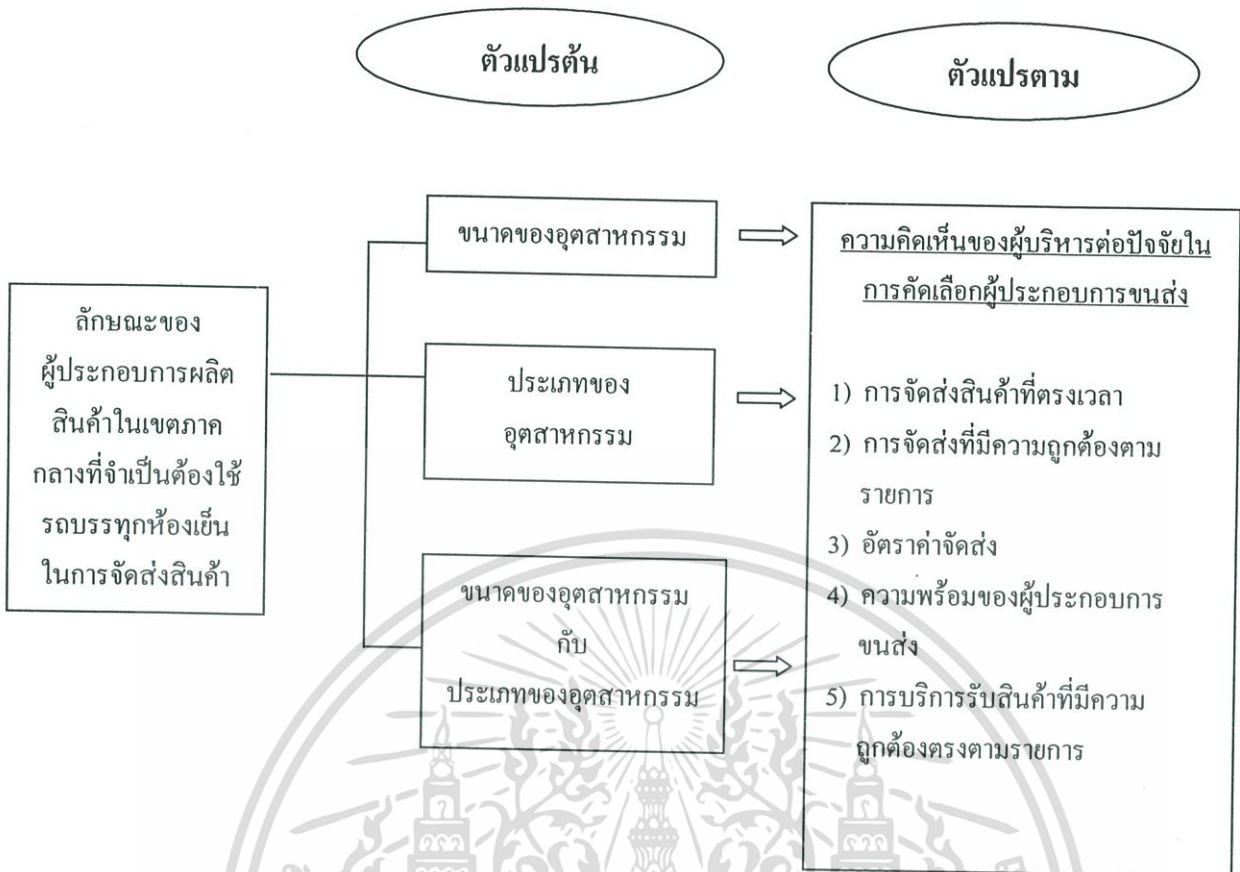 ตัวแปรต้น
ตัวแปรตาม
ลักษณะของ
ผู้ประกอบการผลิต
สินค้าในเขตภาค
กลางที่จำเป็นต้องใช้
รถบรรทุกห้องเย็น
ในการจัดส่งสินค้า
ขนาดของอุตสาหกรรม
ประเภทของ
อุตสาหกรรม
ขนาดของอุตสาหกรรม
กับ
ประเภทของอุตสาหกรรม
ความคิดเห็นของผู้บริหารต่อปัจจัยใน
การคัดเลือกผู้ประกอบการขนส่ง
1) การจัดส่งสินค้าที่ตรงเวลา
2) การจัดส่งที่มีความถูกต้องตาม
รายการ
3) อัตราค่าจัดส่ง
4) ความพร้อมของผู้ประกอบการ
ขนส่ง
5) การบริการรับสินค้าที่มีความ
ถูกต้องตรงตามรายการ